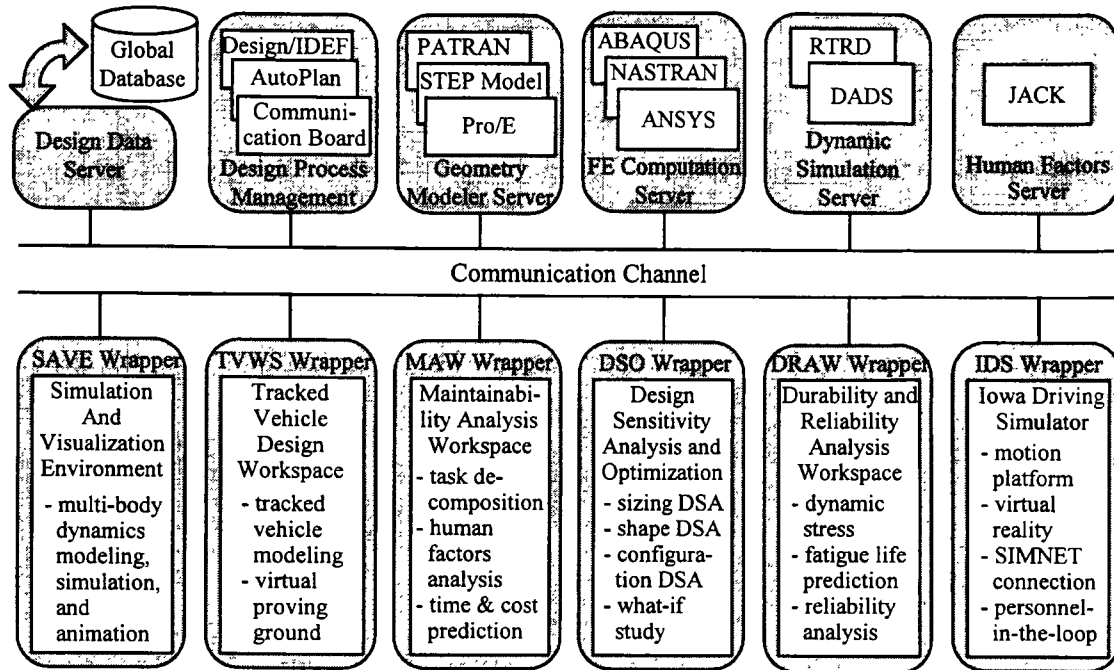 Global
Database
Design Data
Server
Design/IDEF
AutoPlan
Communi-
cation Board
Design Process
Management
PATRAN
STEP Model
Pro/E
Geometry
Modeler Server
ABAQUS
NASTRAN
ANSYS
FE Computation
Server
RTRD
DADS
Dynamic
Simulation
Server
JACK
Human Factors
Server
Communication Channel
SAVE Wrapper
Simulation
And
Visualization
Environment
- multi-body
dynamics
modeling,
simulation,
and
animation
TVWS Wrapper
Tracked
Vehicle
Design
Workspace
- tracked
vehicle
modeling
- virtual
proving
ground
MAW Wrapper
Maintainabi-
lity Analysis
Workspace
- task de-
composition
- human
factors
analysis
- time & cost
prediction
DSO Wrapper
Design
Sensitivity
Analysis and
Optimization
- sizing DSA
- shape DSA
- configura-
tion DSA
- what-if
study
DRAW Wrapper
Durability and
Reliability
Analysis
Workspace
- dynamic
stress
- fatigue life
prediction
- reliability
analysis
IDS Wrapper
Iowa Driving
Simulator
- motion
platform
- virtual
reality
- SIMNET
connection
- personnel-
in-the-loop